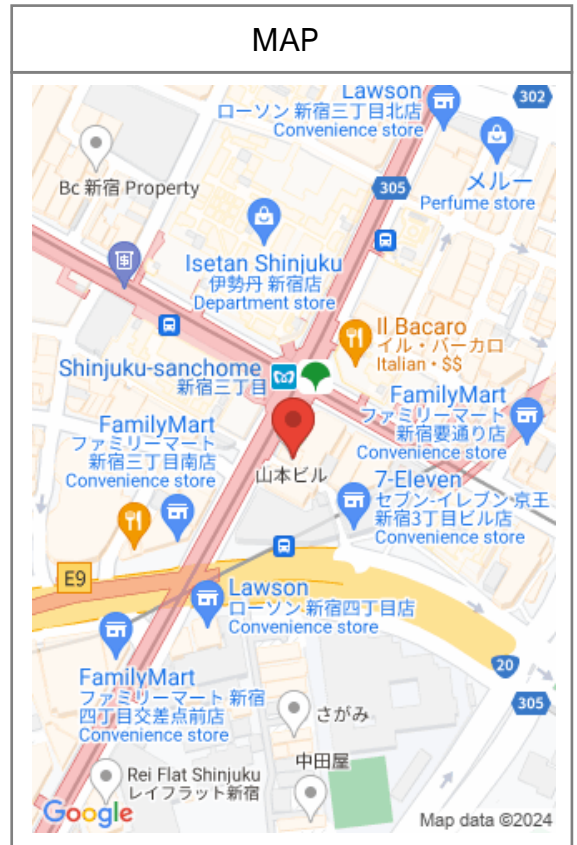 MAP
Lawson
ローソン 新宿三丁目北店
Convenience store
302
メルー
Perfume store
Bc 新宿 Property
305
Isetan Shinjuku
伊勢丹 新宿店
Department store
Il Bacaro
イル・バーカロ
Italian・$$
Shinjuku-sanchome
新宿三丁目
FamilyMart
ファミリーマート
新宿要通り店
Convenience store
FamilyMart
ファミリーマート
新宿三丁目南店
Convenience store
山本ビル
7-Eleven
セブン-イレブン 京王
新宿3丁目ビル店
Convenience store
E9
Lawson
ローソン 新宿四丁目店
Convenience store
20
FamilyMart
ファミリーマート 新宿
四丁目交差点前店
Convenience store
305
さがみ
中田屋
Rei Flat Shinjuku
レイフラット新宿
Google
Map data ©2024